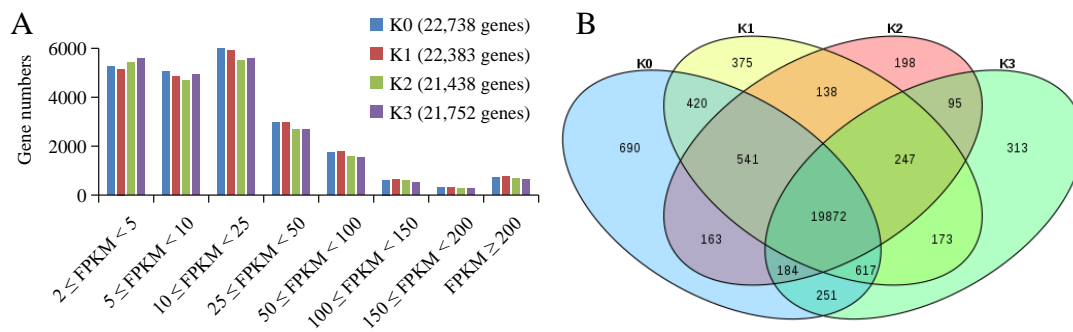 A
K0 (22,738 genes)
K1 (22,383 genes)
K2 (21,438 genes)
K3 (21,752 genes)
Gene numbers
6000
4000
2000
0
2 ≤ FPKM < 5
5 ≤ FPKM < 10
10 ≤ FPKM < 25
25 ≤ FPKM < 50
50 ≤ FPKM < 100
100 ≤ FPKM < 150
150 ≤ FPKM < 200
FPKM ≥ 200
B
K0
K1
K2
K3
375
198
420
138
95
690
541
247
313
19872
163
173
184
617
251